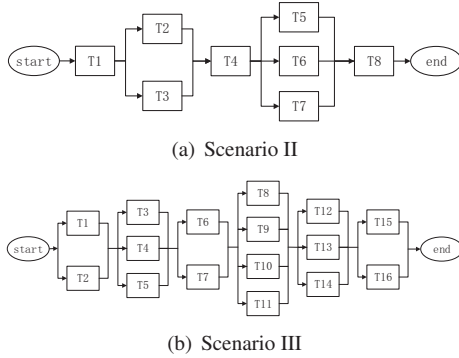 start
T1
T2
T3
T4
T5
T6
T7
T8
end
(a) Scenario II
start
T1
T2
T3
T4
T5
T6
T7
T8
T9
T10
T11
T12
T13
T14
T15
T16
end
(b) Scenario III